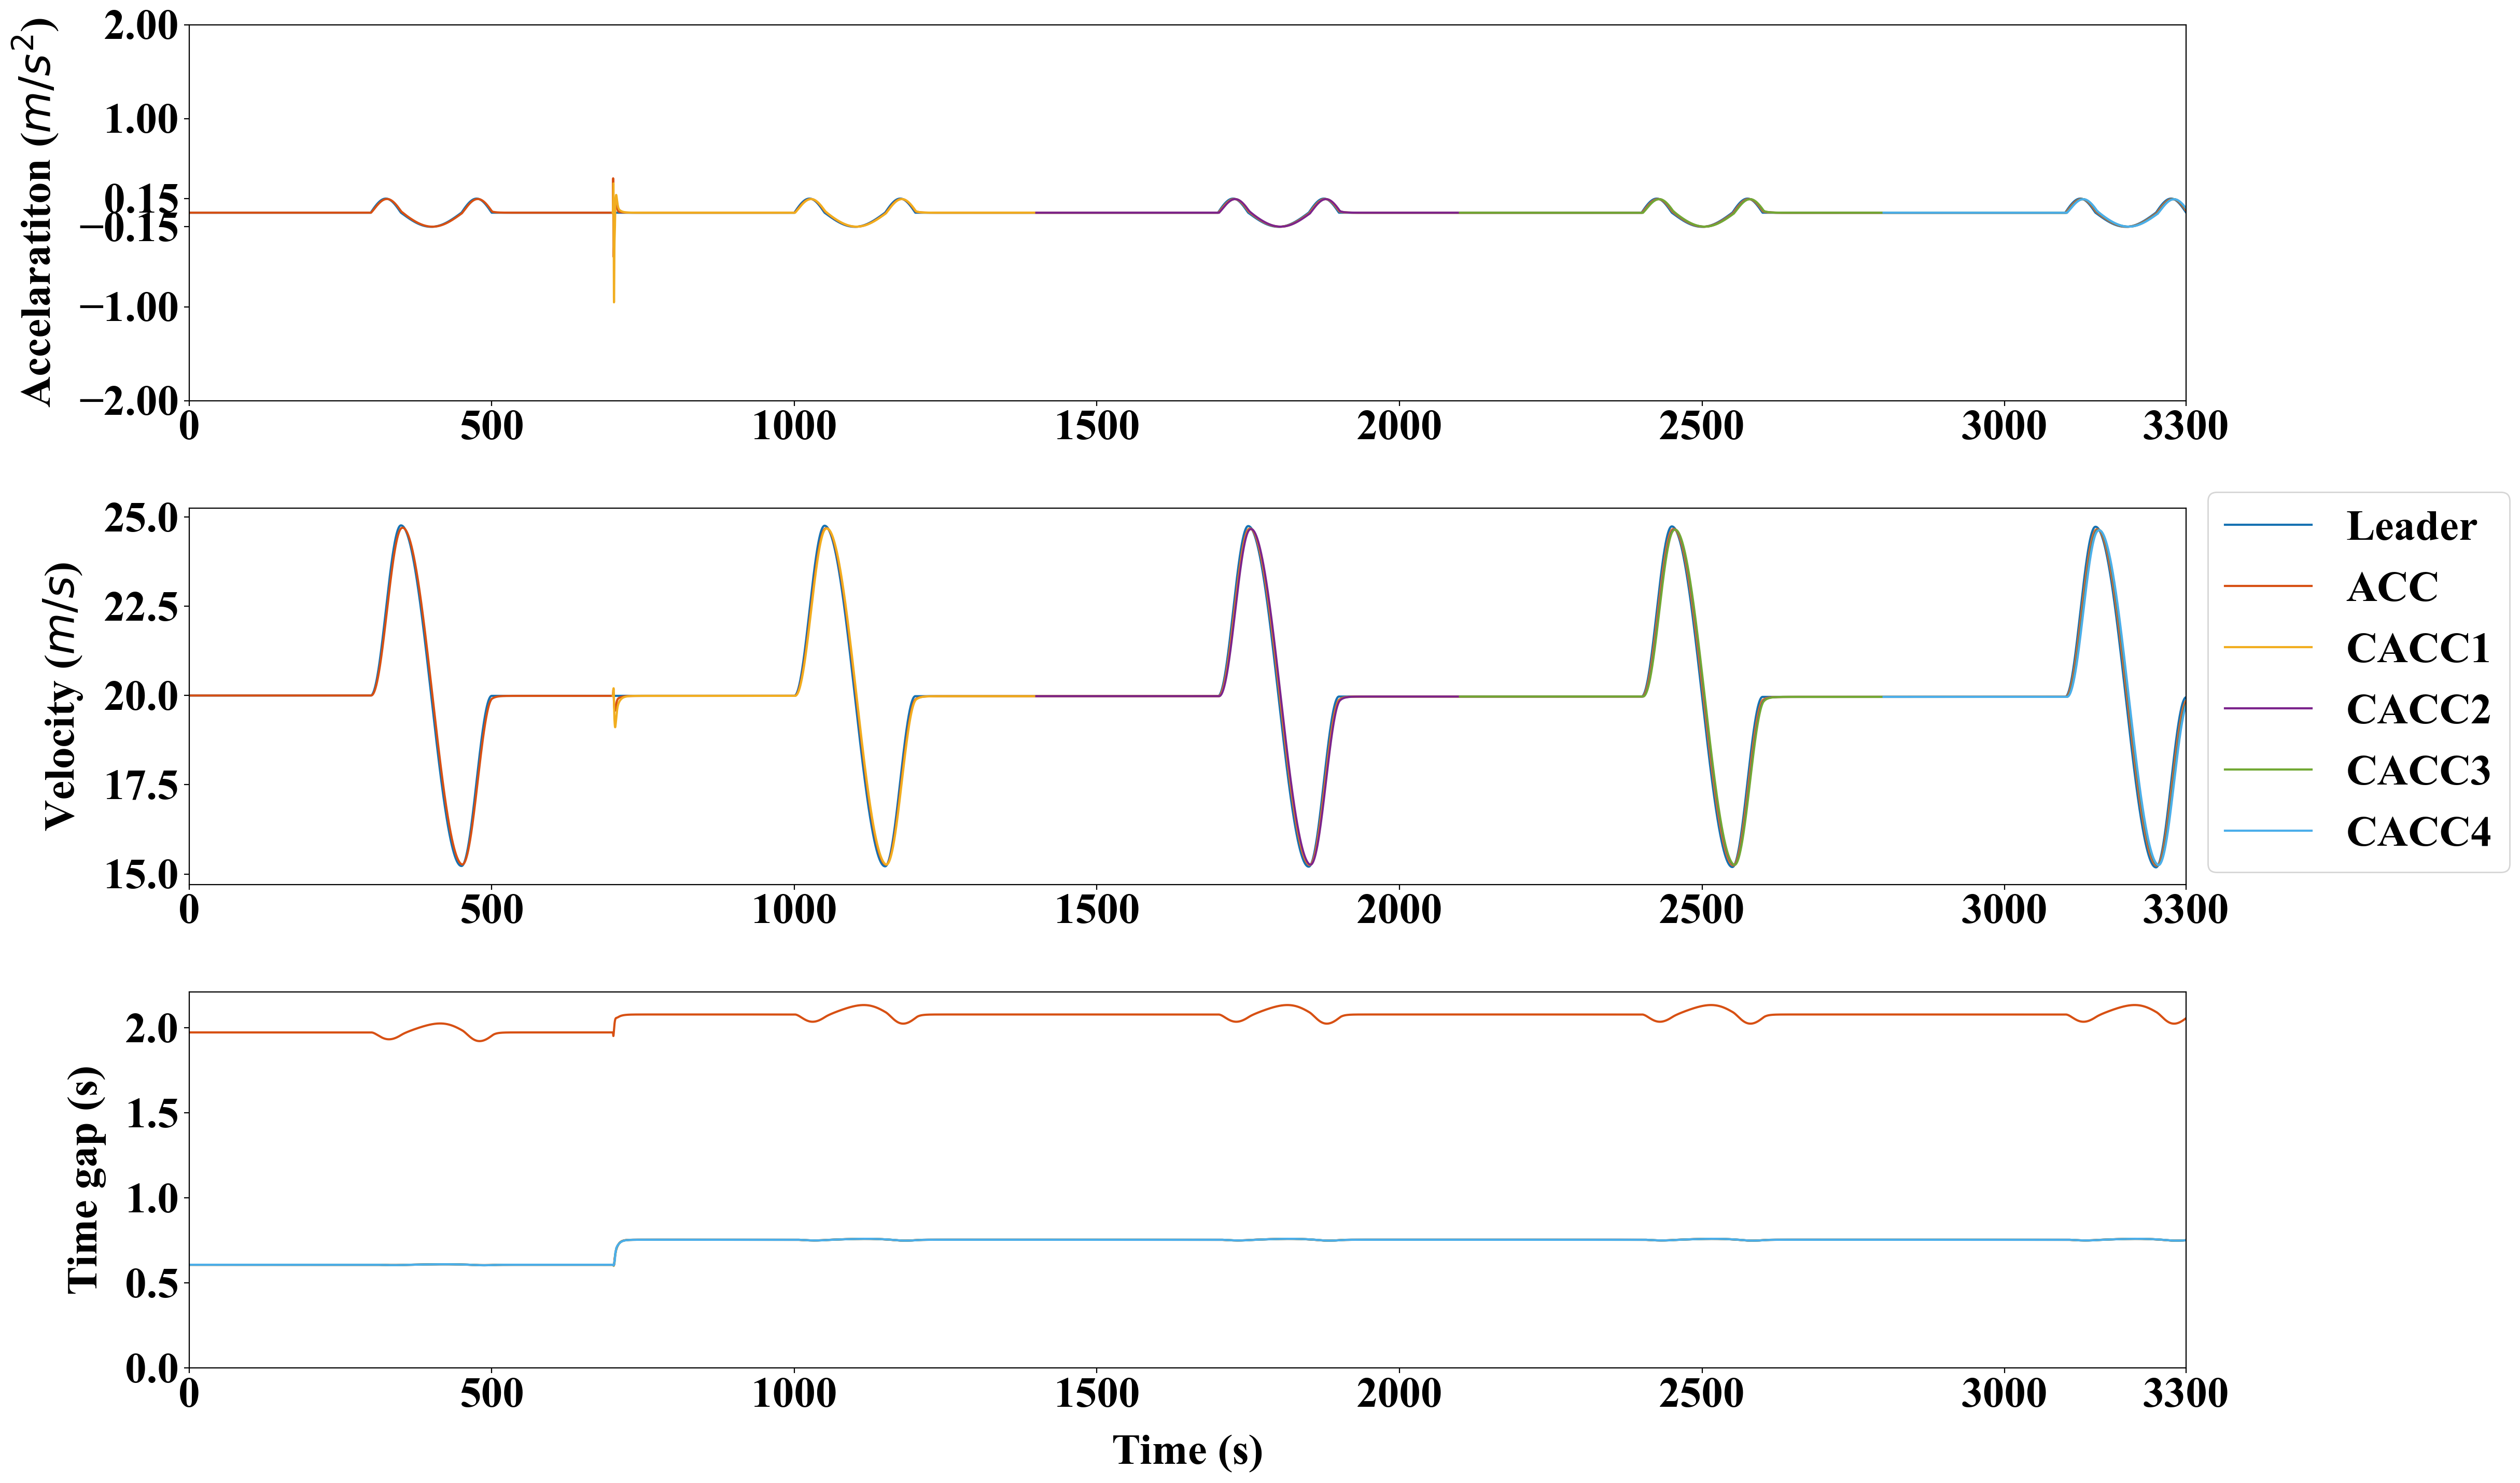 Accelaratiton (m/s²)
2.00
1.00
0.15
−0.15
−1.00
−2.00
0 500 1000 1500 2000 2500 3000 3300
Velocity (m/s)
25.0
22.5
20.0
17.5
15.0
0 500 1000 1500 2000 2500 3000 3300
Leader
ACC
CACC1
CACC2
CACC3
CACC4
Time gap (s)
2.0
1.5
1.0
0.5
0.0
0 500 1000 1500 2000 2500 3000 3300
Time (s)